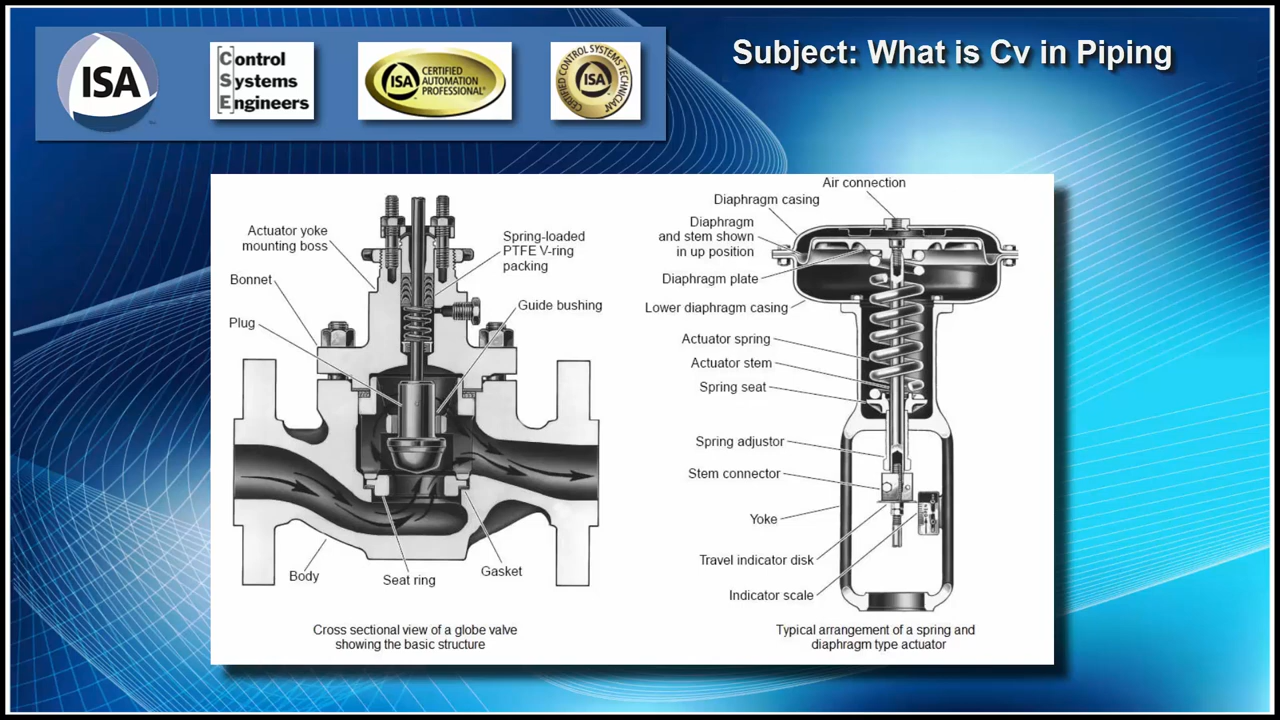 Subject: What is Cv in Piping
ISA
[C]ontrol
Systems
Engineers
ISA
CERTIFIED
AUTOMATION
PROFESSIONAL®
CERTIFIED CONTROL SYSTEMS TECHNICIAN
ISA
Actuator yoke
mounting boss
Bonnet
Plug
Spring-loaded
PTFE V-ring
packing
Guide bushing
Body
Seat ring
Gasket
Cross sectional view of a globe valve
showing the basic structure
Air connection
Diaphragm casing
Diaphragm
and stem shown
in up position
Diaphragm plate
Lower diaphragm casing
Actuator spring
Actuator stem
Spring seat
Spring adjustor
Stem connector
Yoke
Travel indicator disk
Indicator scale
Typical arrangement of a spring and
diaphragm type actuator